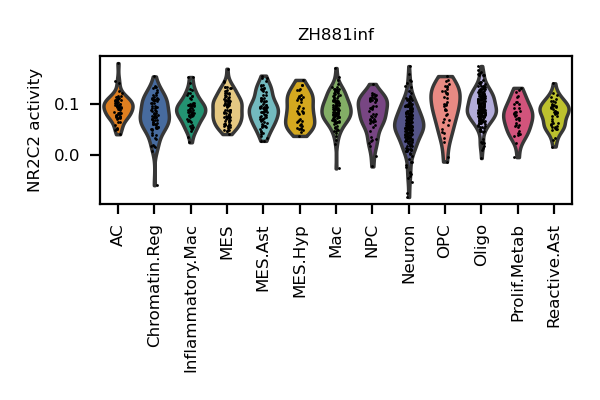 ZH881inf
NR2C2 activity
0.1
0.0
AC
Chromatin.Reg
Inflammatory.Mac
MES
MES.Ast
MES.Hyp
Mac
NPC
Neuron
OPC
Oligo
Prolif.Metab
Reactive.Ast